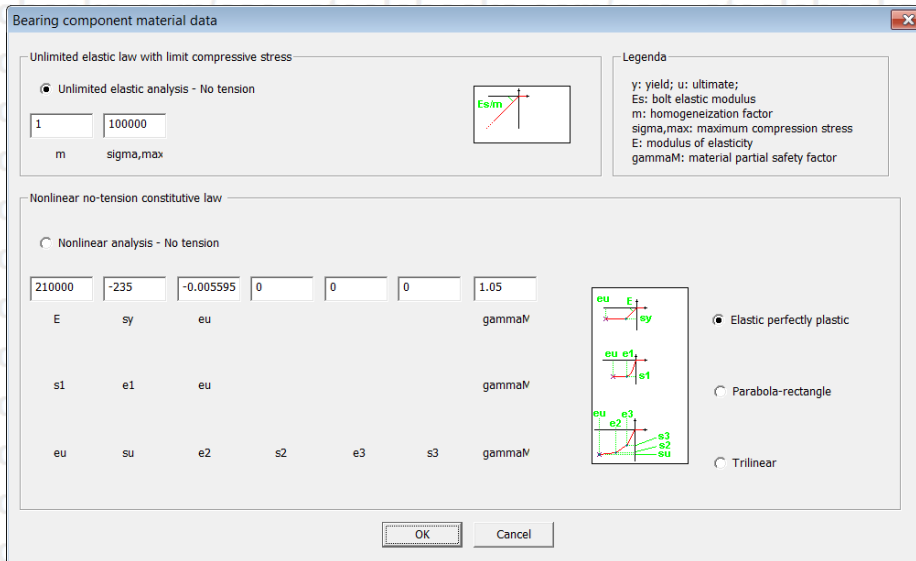 Bearing component material data
Unlimited elastic law with limit compressive stress
Unlimited elastic analysis - No tension
1 100000
m sigma,max
Es/m
Legenda
y: yield; u: ultimate;
Es: bolt elastic modulus
m: homogeneization factor
sigma,max: maximum compression stress
E: modulus of elasticity
gammaM: material partial safety factor
Nonlinear no-tension constitutive law
Nonlinear analysis - No tension
210000 -235 -0.005595 0 0 0 1.05
E sy eu gammaM
s1 e1 eu gammaM
eu su e2 s2 e3 s3 gammaM
eu E
sy
eu e1
s1
eu e3
e2
s3
s2
su
Elastic perfectly plastic
Parabola-rectangle
Trilinear
OK Cancel